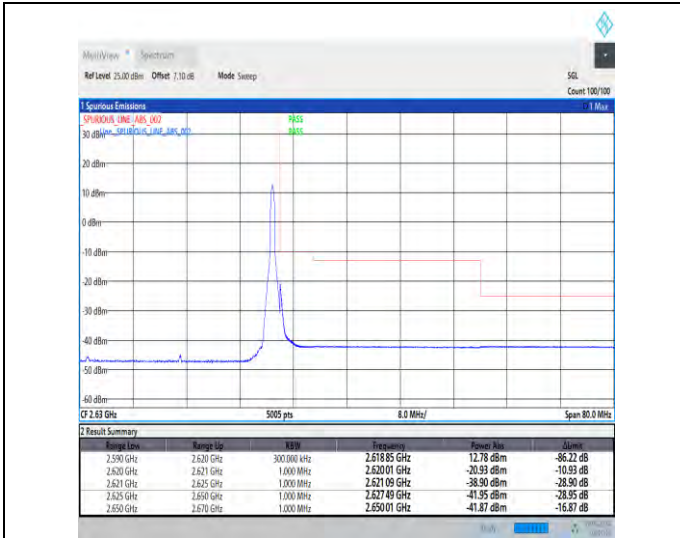 MultiView Spectrum
Ref Level 25.00 dBm Offset 7.10 dB Mode Sweep SGL
Count 100/100
1 Spurious Emissions 1 Max
SPURIOUS_LINE_ABS_002 PASS
30 dBm Line _SPURIOUS_LINE_ABS_002 PASS
20 dBm
10 dBm
0 dBm
-10 dBm
-20 dBm
-30 dBm
-40 dBm
-50 dBm
-60 dBm
CF 2.63 GHz 5005 pts 8.0 MHz/ Span 80.0 MHz
2 Result Summary
Range Low Range Up RBW Frequency Power Abs ΔLimit
2.590 GHz 2.620 GHz 300.000 kHz 2.618 85 GHz 12.78 dBm -86.22 dB
2.620 GHz 2.621 GHz 1.000 MHz 2.620 01 GHz -20.93 dBm -10.93 dB
2.621 GHz 2.625 GHz 1.000 MHz 2.621 09 GHz -38.90 dBm -28.90 dB
2.625 GHz 2.650 GHz 1.000 MHz 2.627 49 GHz -41.95 dBm -28.95 dB
2.650 GHz 2.670 GHz 1.000 MHz 2.650 01 GHz -41.87 dBm -16.87 dB